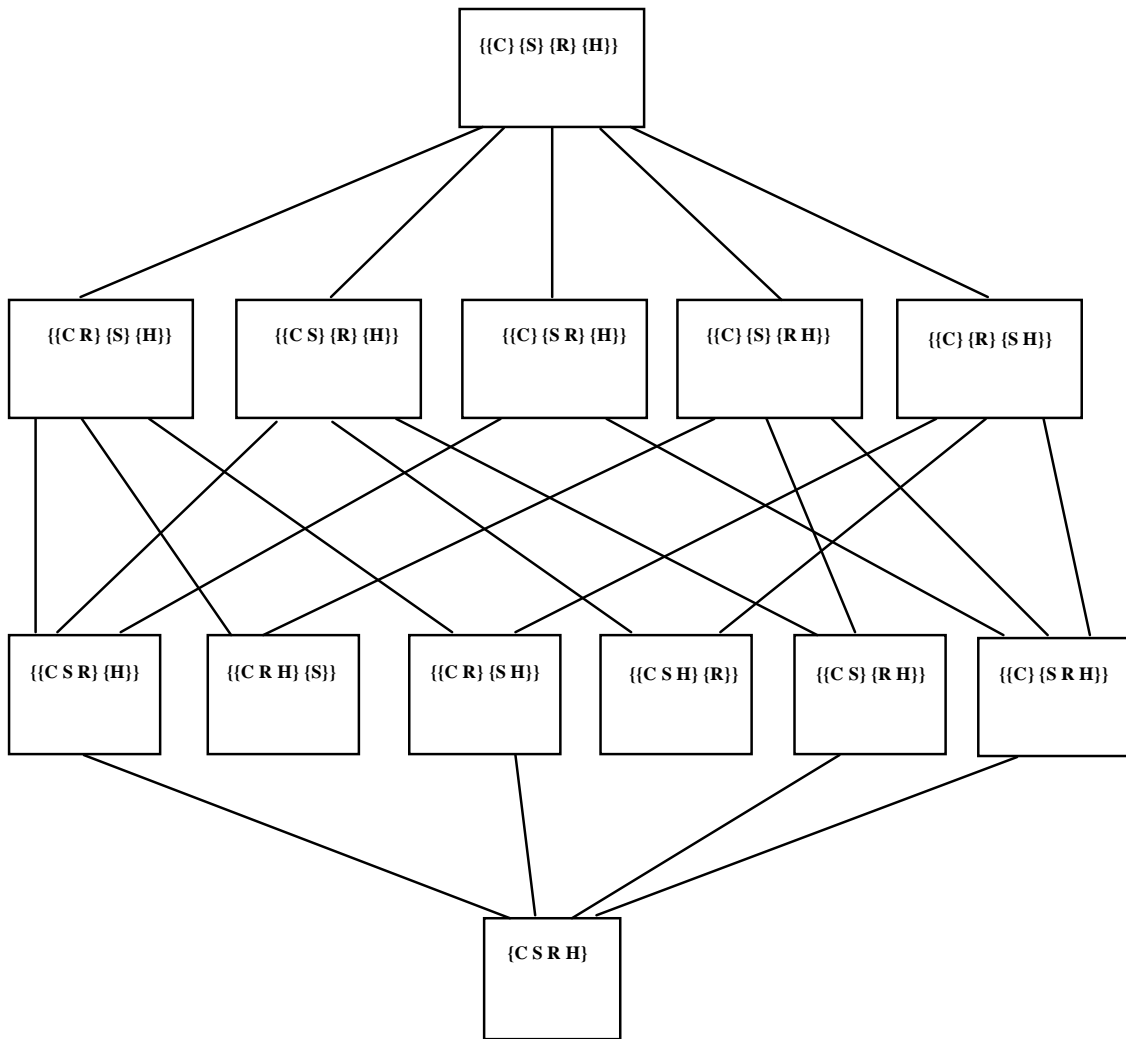 {{C} {S} {R} {H}}
{{C R} {S} {H}}
{{C S} {R} {H}}
{{C} {S R} {H}}
{{C} {S} {R H}}
{{C} {R} {S H}}
{{C S R} {H}}
{{C R H} {S}}
{{C R} {S H}}
{{C S H} {R}}
{{C S} {R H}}
{{C} {S R H}}
{C S R H}